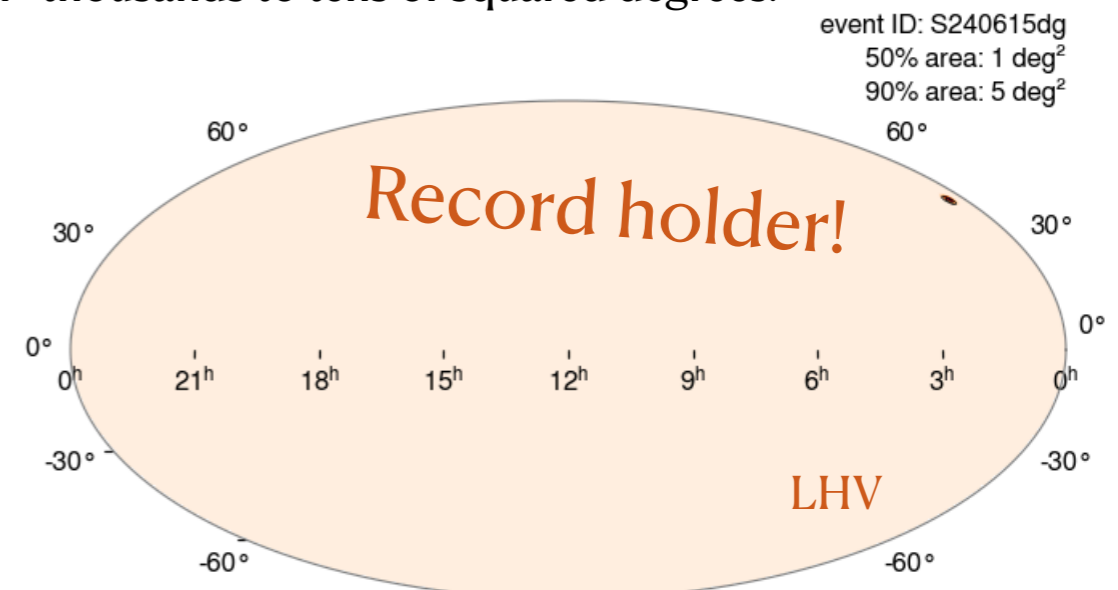 thousands to tens of squared degrees.
event ID: S240615dg
50% area: 1 deg²
90% area: 5 deg²
60° 60°
Record holder!
30° 30°
0° 0°
0ʰ 21ʰ 18ʰ 15ʰ 12ʰ 9ʰ 6ʰ 3ʰ 0ʰ
-30° -30°
LHV
-60° -60°